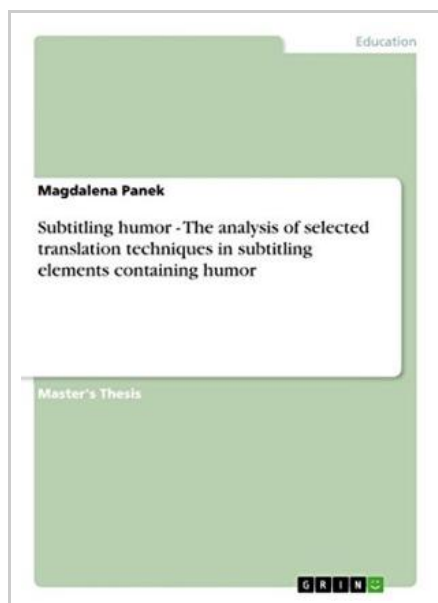 Education
Magdalena Panek
Subtitling humor - The analysis of selected
translation techniques in subtitling
elements containing humor
Master's Thesis
GRIN